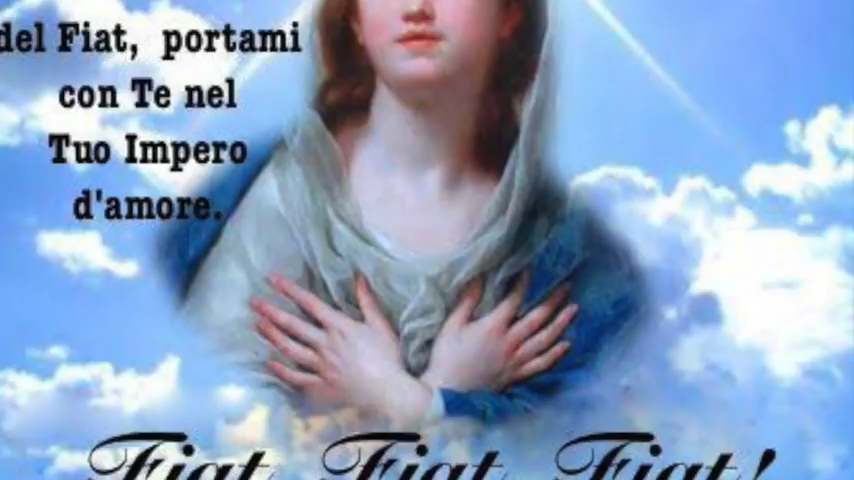 del Fiat, portami
con Te nel
Tuo Impero
d'amore.
Fiat, Fiat, Fiat!